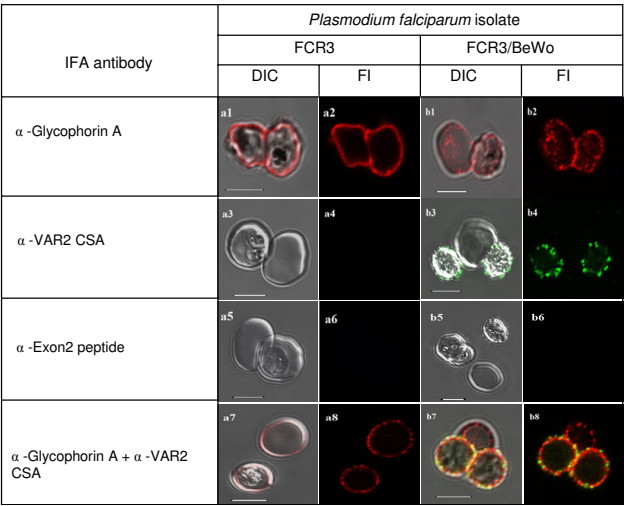 Plasmodium falciparum isolate
IFA antibody
FCR3
FCR3/BeWo
DIC
FI
DIC
FI
α -Glycophorin A
a1
a2
b1
b2
α -VAR2 CSA
a3
a4
b3
b4
α -Exon2 peptide
a5
a6
b5
b6
α -Glycophorin A + α -VAR2
CSA
a7
a8
b7
b8